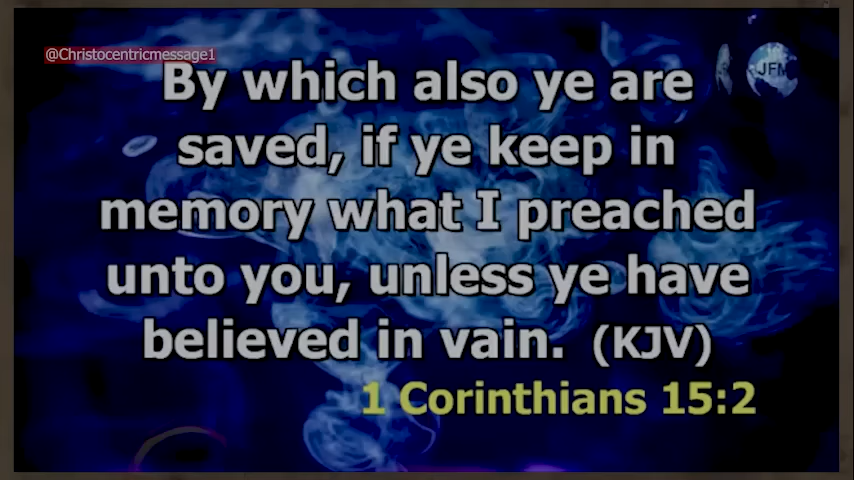 @Christocentricmessage1
JFM
By which also ye are
saved, if ye keep in
memory what I preached
unto you, unless ye have
believed in vain. (KJV)
1 Corinthians 15:2